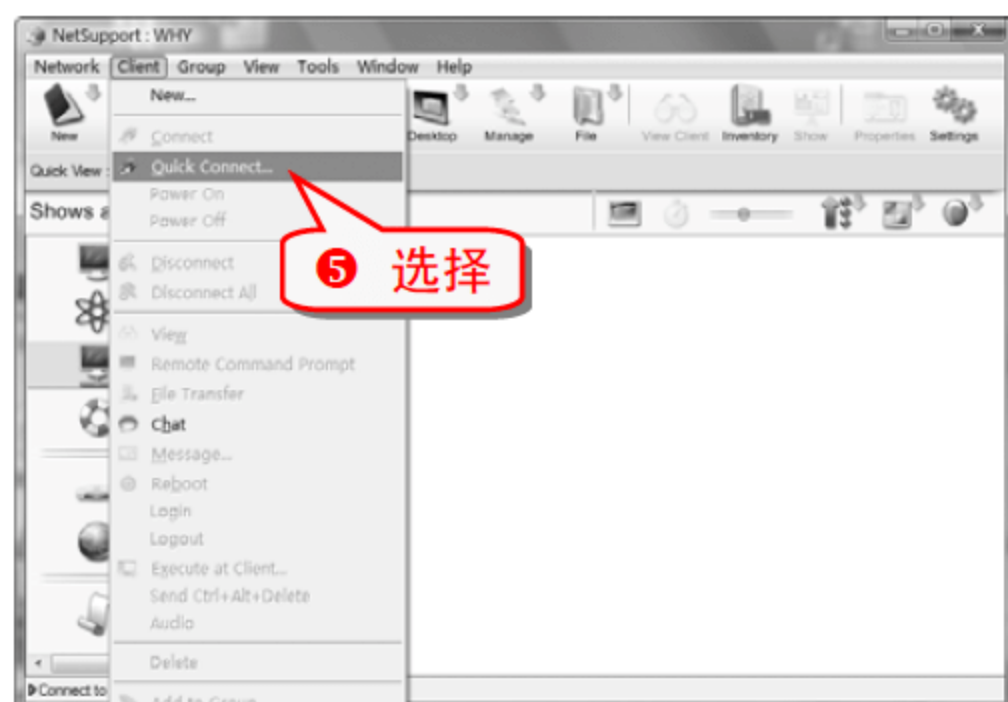 NetSupport : WHY
Network Client Group View Tools Window Help
New...
New
Desktop Manage File View Client Inventory Show Properties Settings
Connect
Quick View :
Quick Connect...
Power On
Shows a
Power Off
❺ 选择
Disconnect
Disconnect All
View
Remote Command Prompt
File Transfer
Chat
Message...
Reboot
Login
Logout
Execute at Client...
Send Ctrl+Alt+Delete
Audio
Delete
Connect to
Add to Group